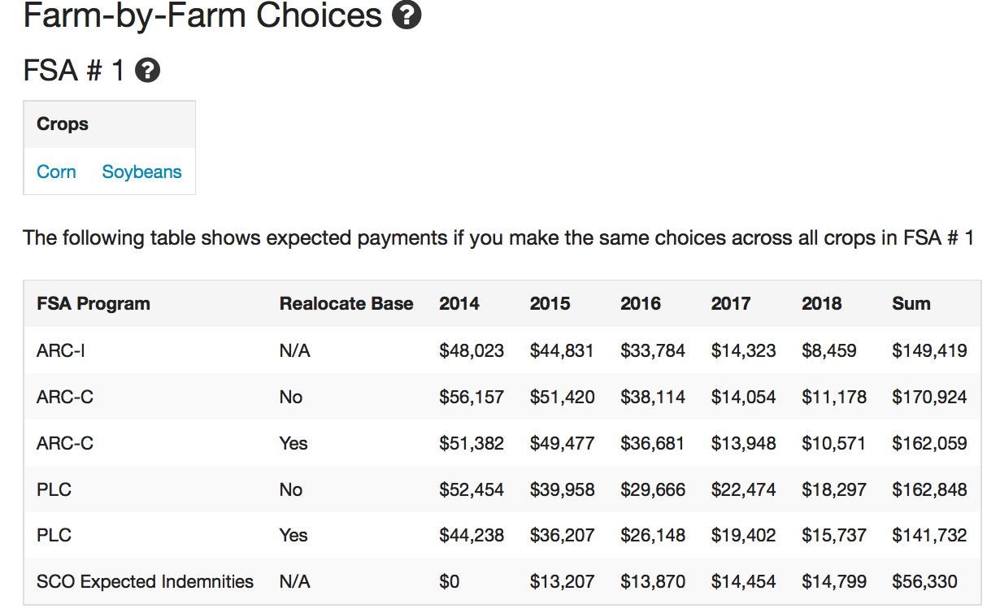 Farm-by-Farm Choices ?
FSA # 1 ?
Crops
Corn Soybeans
The following table shows expected payments if you make the same choices across all crops in FSA # 1
FSA Program Realocate Base 2014 2015 2016 2017 2018 Sum
ARC-I N/A $48,023 $44,831 $33,784 $14,323 $8,459 $149,419
ARC-C No $56,157 $51,420 $38,114 $14,054 $11,178 $170,924
ARC-C Yes $51,382 $49,477 $36,681 $13,948 $10,571 $162,059
PLC No $52,454 $39,958 $29,666 $22,474 $18,297 $162,848
PLC Yes $44,238 $36,207 $26,148 $19,402 $15,737 $141,732
SCO Expected Indemnities N/A $0 $13,207 $13,870 $14,454 $14,799 $56,330